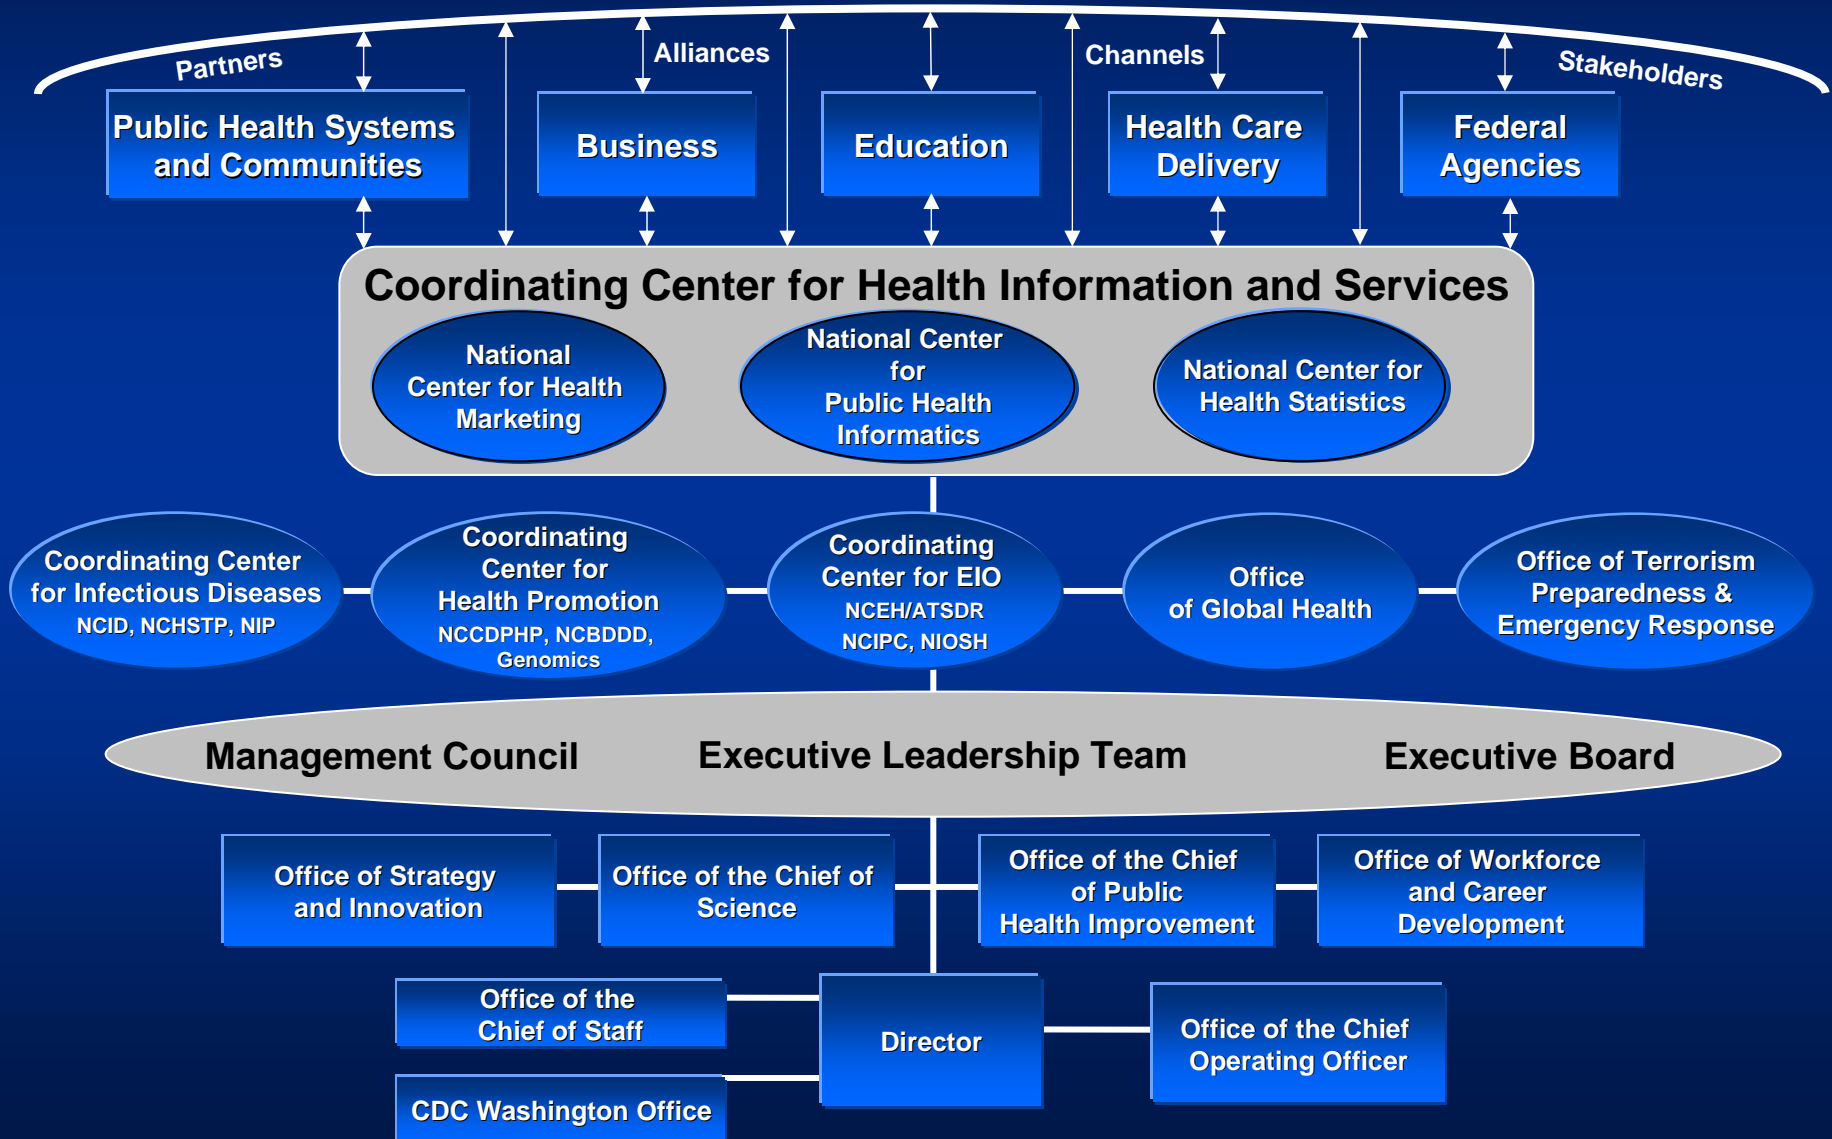 Partners
Alliances
Channels
Stakeholders
Public Health Systems
and Communities
Business
Education
Health Care
Delivery
Federal
Agencies
Coordinating Center for Health Information and Services
National
Center for Health
Marketing
National Center
for
Public Health
Informatics
National Center for
Health Statistics
Coordinating Center
for Infectious Diseases
NCID, NCHSTP, NIP
Coordinating
Center for
Health Promotion
NCCDPHP, NCBDDD,
Genomics
Coordinating
Center for EIO
NCEH/ATSDR
NCIPC, NIOSH
Office
of Global Health
Office of Terrorism
Preparedness &
Emergency Response
Management Council
Executive Leadership Team
Executive Board
Office of Strategy
and Innovation
Office of the Chief of
Science
Office of the Chief
of Public
Health Improvement
Office of Workforce
and Career
Development
Office of the
Chief of Staff
Director
Office of the Chief
Operating Officer
CDC Washington Office